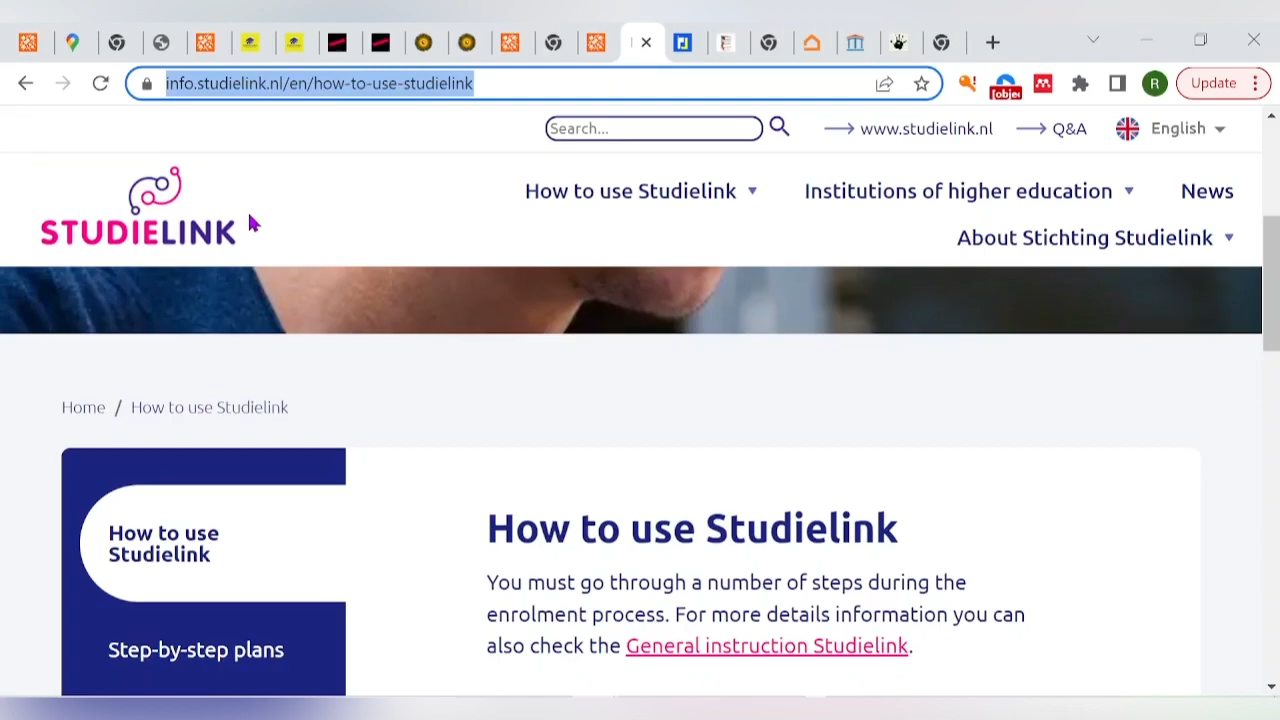 info.studielink.nl/en/how-to-use-studielink
[objec
R
Update
Search...
www.studielink.nl
Q&A
English
STUDIELINK
How to use Studielink
Institutions of higher education
News
About Stichting Studielink
Home / How to use Studielink
How to use
Studielink
Step-by-step plans
How to use Studielink
You must go through a number of steps during the
enrolment process. For more details information you can
also check the General instruction Studielink.